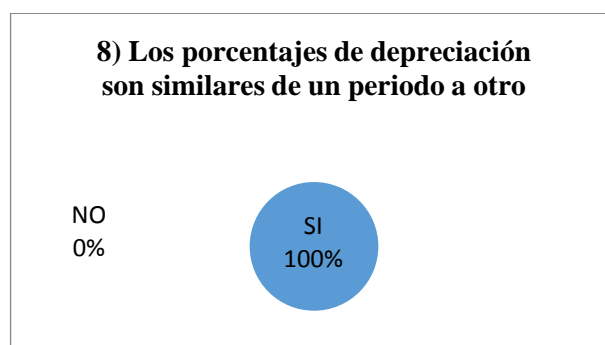 8) Los porcentajes de depreciación
son similares de un periodo a otro
NO
0%
SI
100%